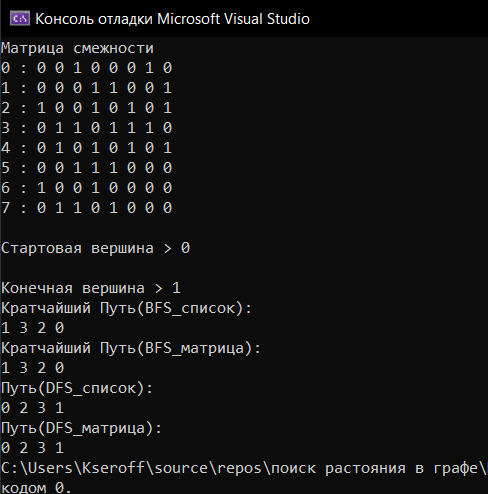 Консоль отладки Microsoft Visual Studio
Матрица смежности
0 : 0 0 1 0 0 0 1 0
1 : 0 0 0 1 1 0 0 1
2 : 1 0 0 1 0 1 0 1
3 : 0 1 1 0 1 1 1 0
4 : 0 1 0 1 0 1 0 1
5 : 0 0 1 1 1 0 0 0
6 : 1 0 0 1 0 0 0 0
7 : 0 1 1 0 1 0 0 0
Стартовая вершина > 0
Конечная вершина > 1
Кратчайший Путь(BFS_список):
1 3 2 0
Кратчайший Путь(BFS_матрица):
1 3 2 0
Путь(DFS_список):
0 2 3 1
Путь(DFS_матрица):
0 2 3 1
C:\Users\Kseroff\source\repos\поиск растояния в графе\
кодом 0.